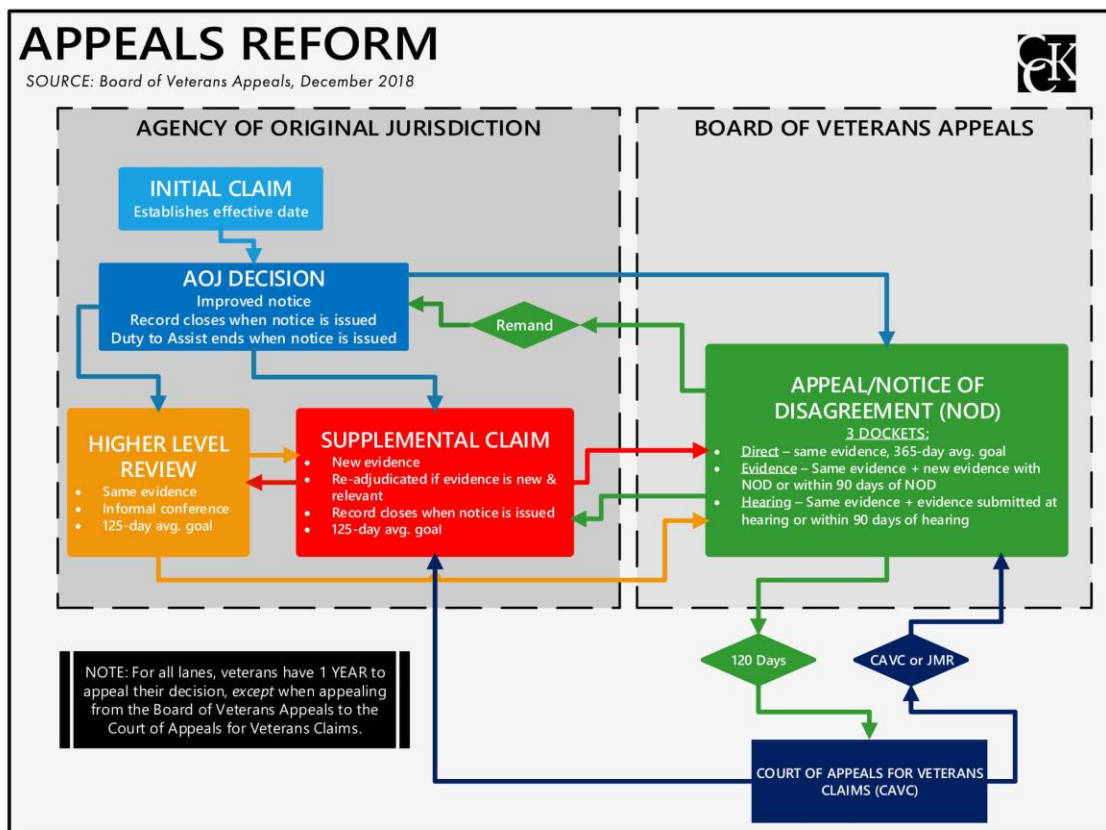 APPEALS REFORM
SOURCE: Board of Veterans Appeals, December 2018
CCK
AGENCY OF ORIGINAL JURISDICTION
BOARD OF VETERANS APPEALS
INITIAL CLAIM
Establishes effective date
AOJ DECISION
Improved notice
Record closes when notice is issued
Duty to Assist ends when notice is issued
Remand
HIGHER LEVEL
REVIEW
• Same evidence
• Informal conference
• 125-day avg. goal
SUPPLEMENTAL CLAIM
• New evidence
• Re-adjudicated if evidence is new &
relevant
• Record closes when notice is issued
• 125-day avg. goal
APPEAL/NOTICE OF
DISAGREEMENT (NOD)
3 DOCKETS:
• Direct – same evidence, 365-day avg. goal
• Evidence – Same evidence + new evidence with
NOD or within 90 days of NOD
• Hearing – Same evidence + evidence submitted at
hearing or within 90 days of hearing
120 Days
CAVC or JMR
NOTE: For all lanes, veterans have 1 YEAR to
appeal their decision, except when appealing
from the Board of Veterans Appeals to the
Court of Appeals for Veterans Claims.
COURT OF APPEALS FOR VETERANS
CLAIMS (CAVC)